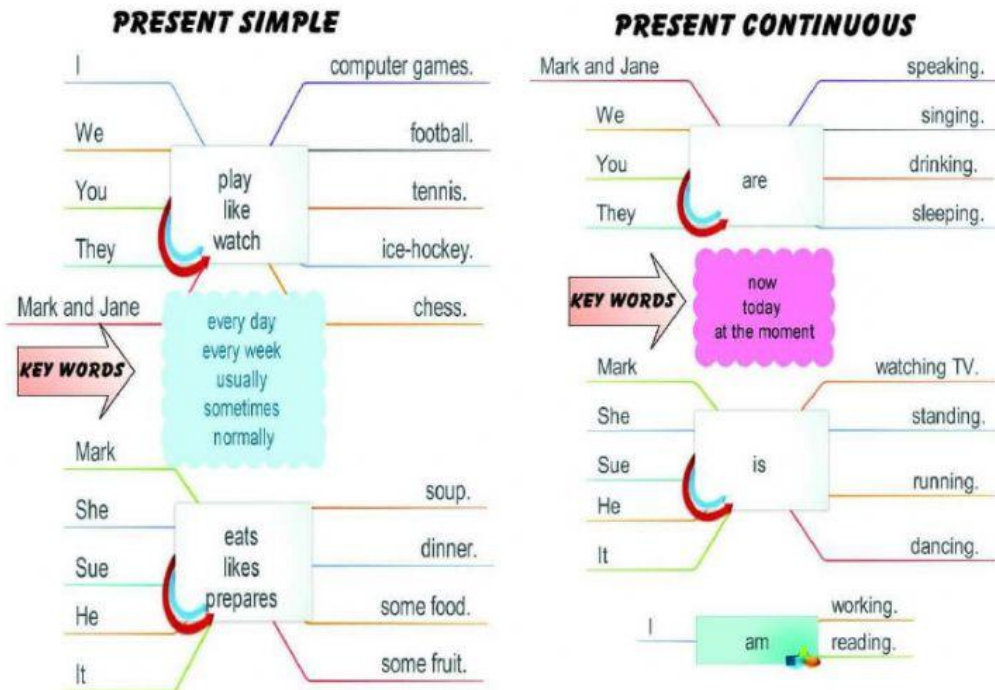 PRESENT SIMPLE
I
We
You
They
Mark and Jane
play
like
watch
computer games.
football.
tennis.
ice-hockey.
chess.
KEY WORDS
every day
every week
usually
sometimes
normally
Mark
She
Sue
He
It
eats
likes
prepares
soup.
dinner.
some food.
some fruit.
PRESENT CONTINUOUS
Mark and Jane
We
You
They
are
speaking.
singing.
drinking.
sleeping.
KEY WORDS
now
today
at the moment
Mark
She
Sue
He
It
is
watching TV.
standing.
running.
dancing.
I
am
working.
reading.